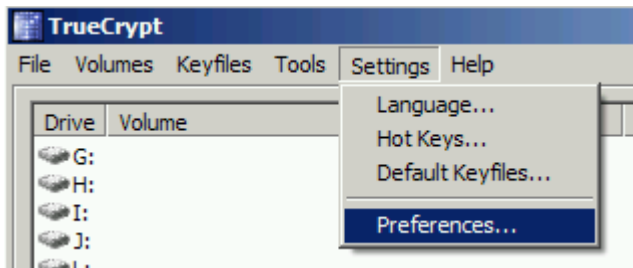 TrueCrypt
File Volumes Keyfiles Tools Settings Help
Language...
Hot Keys...
Default Keyfiles...
Preferences...
Drive Volume
G:
H:
I:
J: